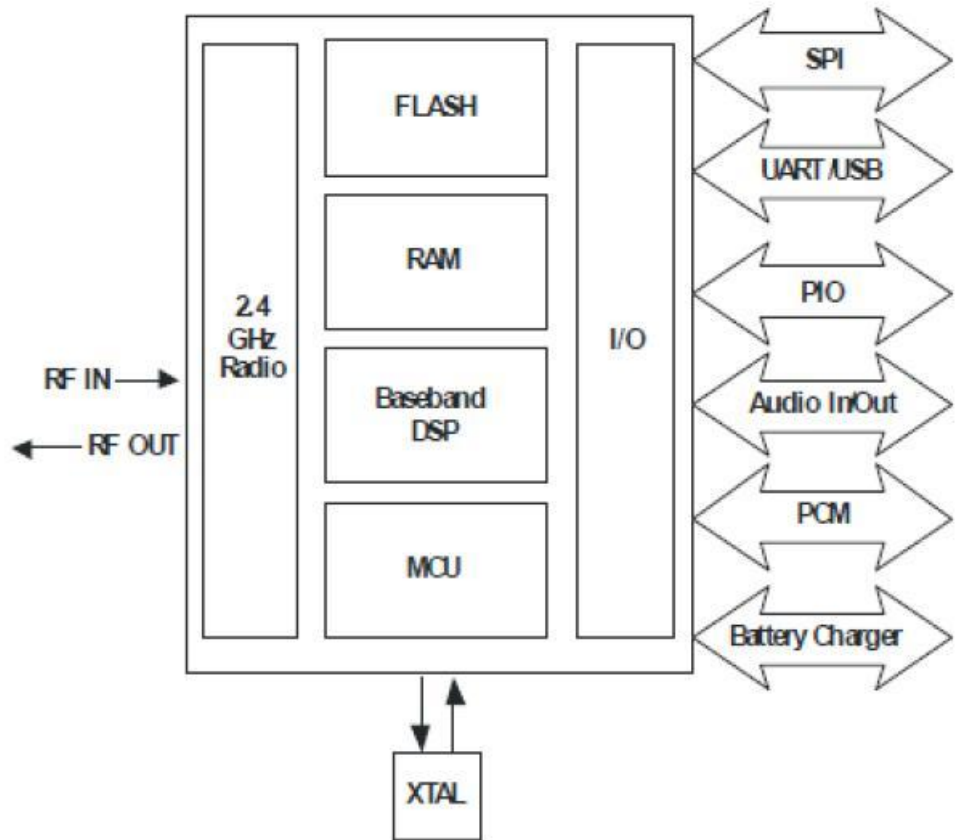 FLASH
RAM
Baseband
DSP
MCU
2.4
GHz
Radio
I/O
RF IN
RF OUT
XTAL
SPI
UART/USB
PIO
Audio In/Out
PCM
Battery Charger